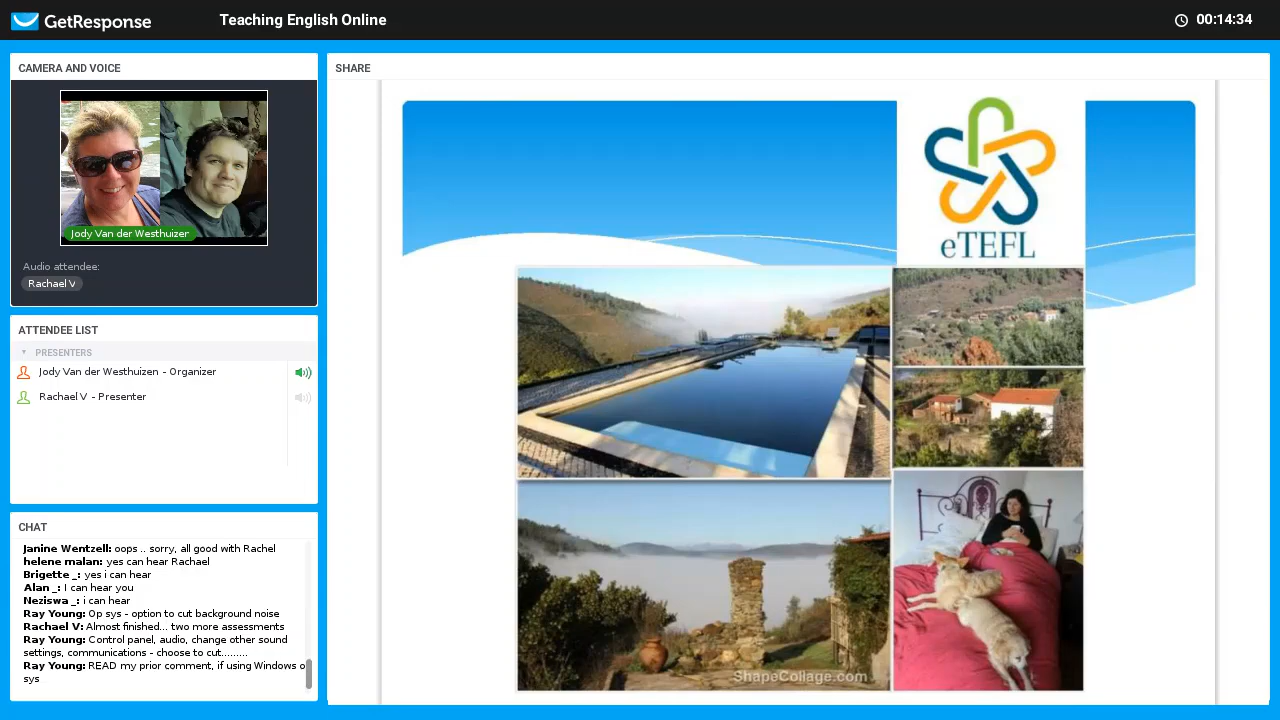 GetResponse
Teaching English Online
00:14:34
CAMERA AND VOICE
Jody Van der Westhuizen
Audio attendee:
Rachael V
ATTENDEE LIST
PRESENTERS
Jody Van der Westhuizen - Organizer
Rachael V - Presenter
CHAT
Janine Wentzell: oops .. sorry, all good with Rachel
helene malan: yes can hear Rachael
Brigette _: yes i can hear
Alan _: I can hear you
Neziswa _: i can hear
Ray Young: Op sys - option to cut background noise
Rachael V: Almost finished... two more assessments
Ray Young: Control panel, audio, change other sound
settings, communications - choose to cut.........
Ray Young: READ my prior comment, if using Windows o
sys
SHARE
eTEFL
ShapeCollage.com